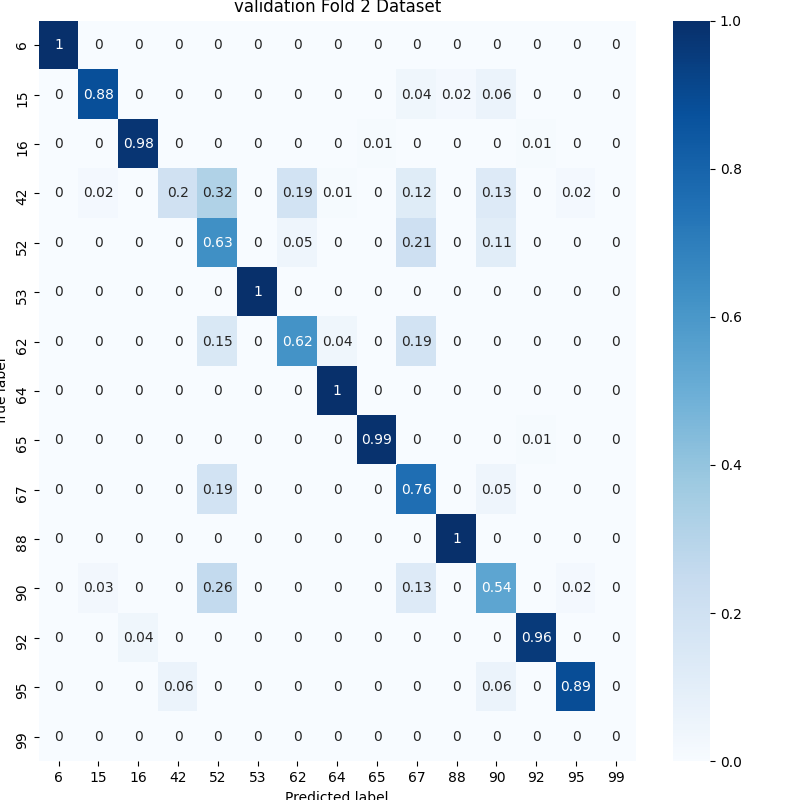 validation Fold 2 Dataset
6 1 0 0 0 0 0 0 0 0 0 0 0 0 0 0
15 0 0.88 0 0 0 0 0 0 0 0.04 0.02 0.06 0 0 0
16 0 0 0.98 0 0 0 0 0 0.01 0 0 0 0.01 0 0
42 0 0.02 0 0.2 0.32 0 0.19 0.01 0 0.12 0 0.13 0 0.02 0
52 0 0 0 0 0.63 0 0.05 0 0 0.21 0 0.11 0 0 0
53 0 0 0 0 0 1 0 0 0 0 0 0 0 0 0
62 0 0 0 0 0.15 0 0.62 0.04 0 0.19 0 0 0 0 0
64 0 0 0 0 0 0 0 1 0 0 0 0 0 0 0
65 0 0 0 0 0 0 0 0 0.99 0 0 0 0.01 0 0
67 0 0 0 0 0.19 0 0 0 0 0.76 0 0.05 0 0 0
88 0 0 0 0 0 0 0 0 0 0 1 0 0 0 0
90 0 0.03 0 0 0.26 0 0 0 0 0.13 0 0.54 0 0.02 0
92 0 0 0.04 0 0 0 0 0 0 0 0 0 0.96 0 0
95 0 0 0 0.06 0 0 0 0 0 0 0 0.06 0 0.89 0
99 0 0 0 0 0 0 0 0 0 0 0 0 0 0 0
6 15 16 42 52 53 62 64 65 67 88 90 92 95 99
Predicted label
True label
1.0
0.8
0.6
0.4
0.2
0.0